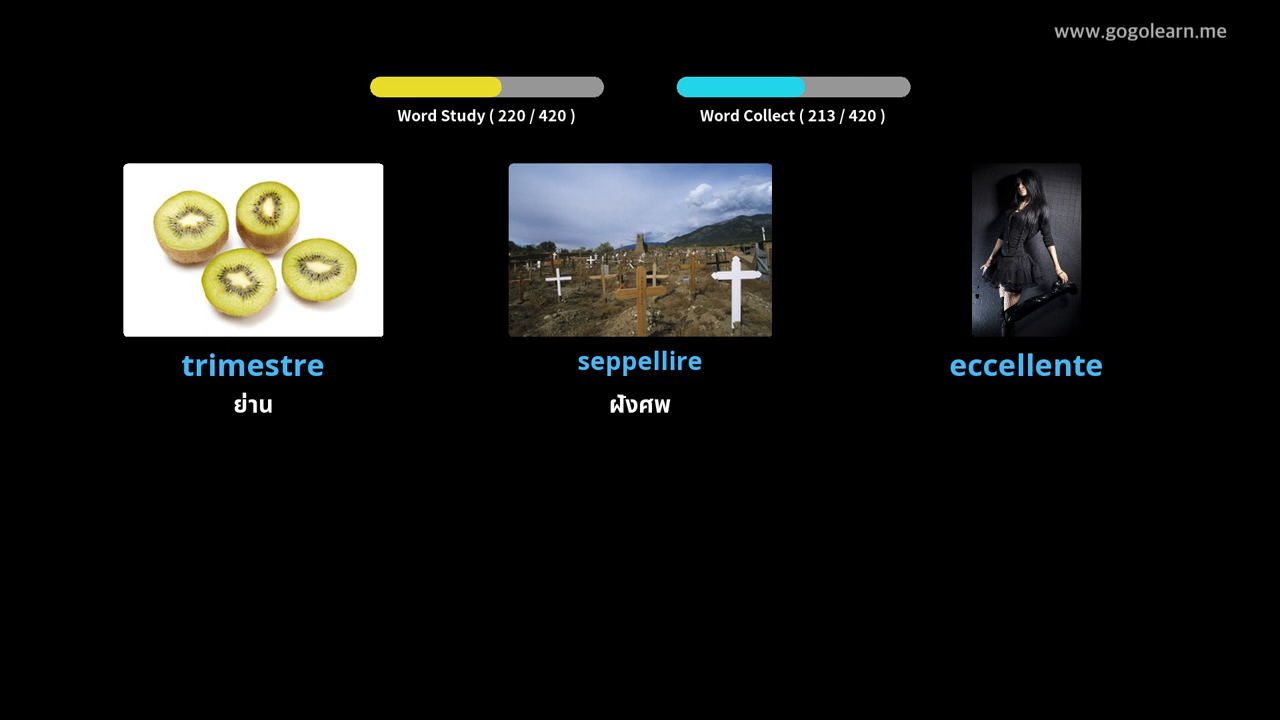 www.gogolearn.me
Word Study ( 220 / 420 )
Word Collect ( 213 / 420 )
trimestre
seppellire
eccellente
ย่าน
ฝังศพ